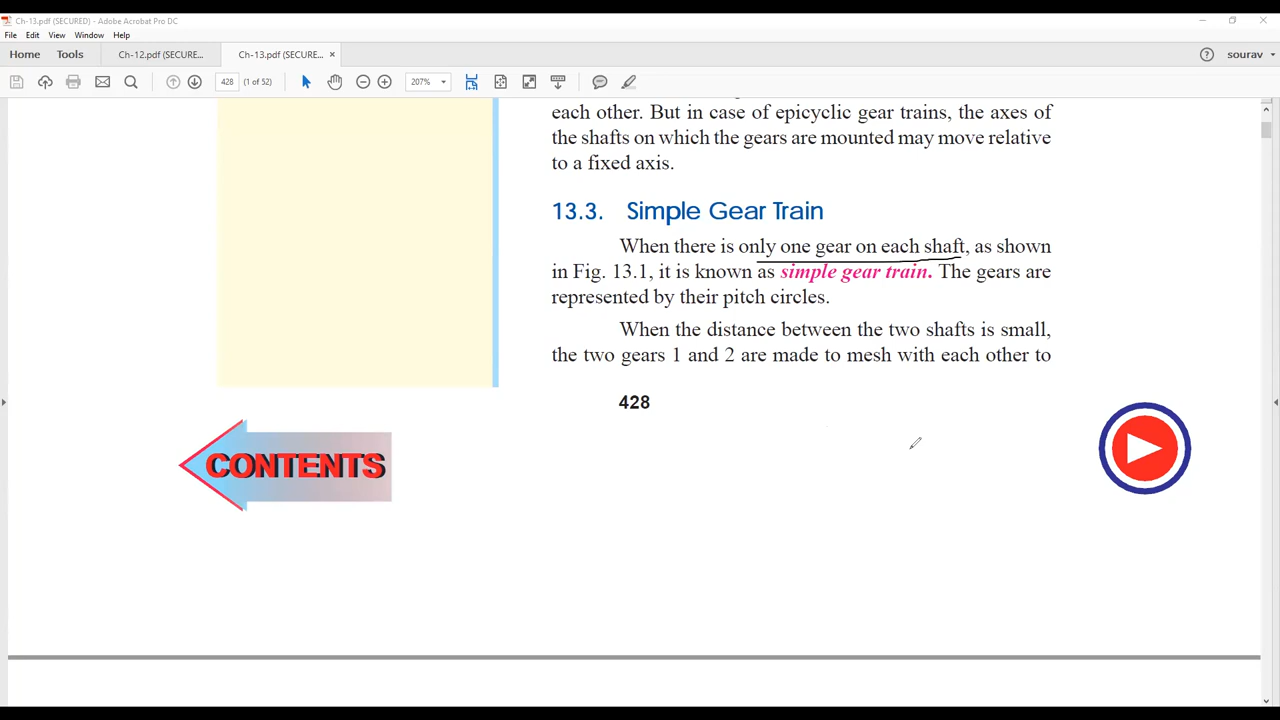 Ch-13.pdf (SECURED) - Adobe Acrobat Pro DC
File Edit View Window Help
Home Tools Ch-12.pdf (SECURE... Ch-13.pdf (SECURE... ×
428 (1 of 52) 207%
sourav
each other. But in case of epicyclic gear trains, the axes of
the shafts on which the gears are mounted may move relative
to a fixed axis.
13.3. Simple Gear Train
When there is only one gear on each shaft, as shown
in Fig. 13.1, it is known as simple gear train. The gears are
represented by their pitch circles.
When the distance between the two shafts is small,
the two gears 1 and 2 are made to mesh with each other to
428
CONTENTS